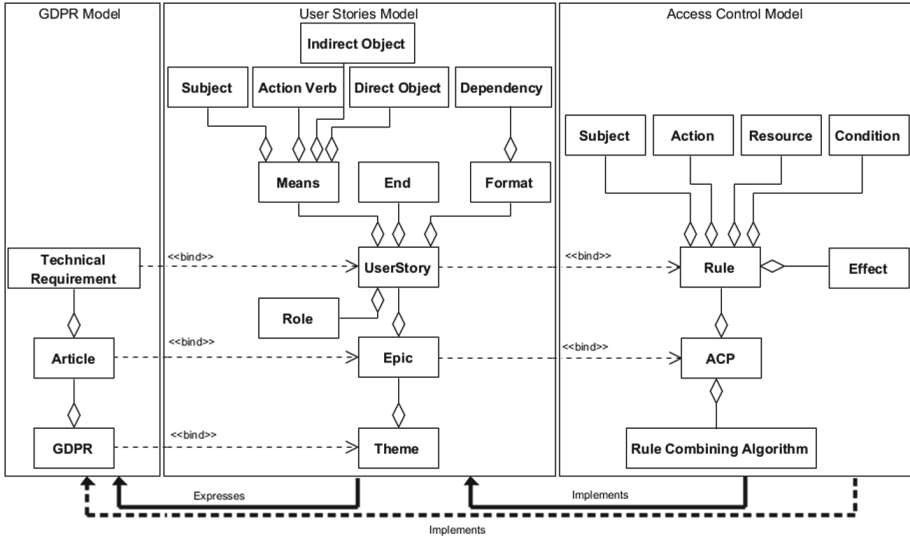 GDPR Model
User Stories Model
Access Control Model
Indirect Object
Subject
Action Verb
Direct Object
Dependency
Subject
Action
Resource
Condition
Means
End
Format
Technical
Requirement
<<bind>>
UserStory
<<bind>>
Rule
Effect
Role
Article
<<bind>>
Epic
<<bind>>
ACP
GDPR
<<bind>>
Theme
Rule Combining Algorithm
Expresses
Implements
Implements